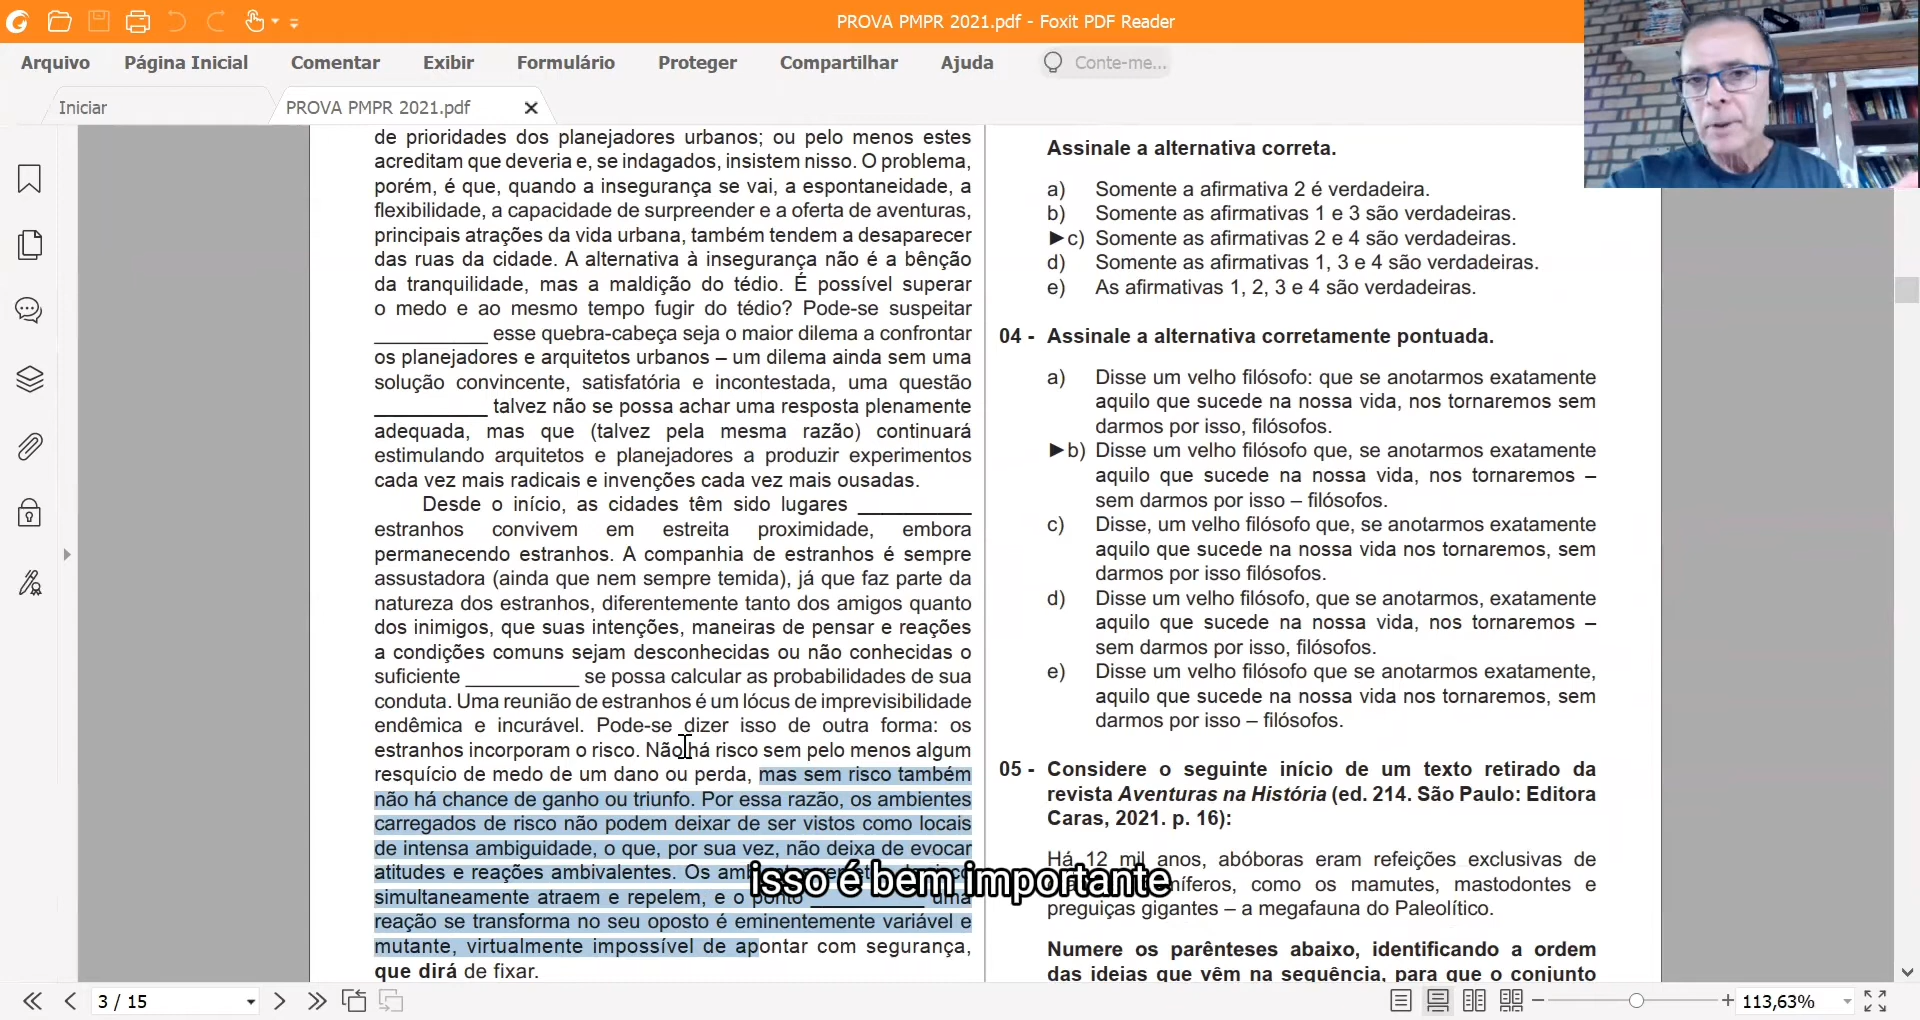 PROVA PMPR 2021.pdf - Foxit PDF Reader
Arquivo Página Inicial Comentar Exibir Formulário Proteger Compartilhar Ajuda Conte-me...
Iniciar PROVA PMPR 2021.pdf
de prioridades dos planejadores urbanos; ou pelo menos estes
acreditam que deveria e, se indagados, insistem nisso. O problema,
porém, é que, quando a insegurança se vai, a espontaneidade, a
flexibilidade, a capacidade de surpreender e a oferta de aventuras,
principais atrações da vida urbana, também tendem a desaparecer
das ruas da cidade. A alternativa à insegurança não é a bênção
da tranquilidade, mas a maldição do tédio. É possível superar
o medo e ao mesmo tempo fugir do tédio? Pode-se suspeitar
__________ esse quebra-cabeça seja o maior dilema a confrontar
os planejadores e arquitetos urbanos – um dilema ainda sem uma
solução convincente, satisfatória e incontestada, uma questão
__________ talvez não se possa achar uma resposta plenamente
adequada, mas que (talvez pela mesma razão) continuará
estimulando arquitetos e planejadores a produzir experimentos
cada vez mais radicais e invenções cada vez mais ousadas.
Desde o início, as cidades têm sido lugares __________
estranhos convivem em estreita proximidade, embora
permanecendo estranhos. A companhia de estranhos é sempre
assustadora (ainda que nem sempre temida), já que faz parte da
natureza dos estranhos, diferentemente tanto dos amigos quanto
dos inimigos, que suas intenções, maneiras de pensar e reações
a condições comuns sejam desconhecidas ou não conhecidas o
suficiente __________ se possa calcular as probabilidades de sua
conduta. Uma reunião de estranhos é um lócus de imprevisibilidade
endêmica e incurável. Pode-se dizer isso de outra forma: os
estranhos incorporam o risco. Não há risco sem pelo menos algum
resquício de medo de um dano ou perda, mas sem risco também
não há chance de ganho ou triunfo. Por essa razão, os ambientes
carregados de risco não podem deixar de ser vistos como locais
de intensa ambiguidade, o que, por sua vez, não deixa de evocar
atitudes e reações ambivalentes. Os
simultaneamente atraem e repelem, e o ponto __________ uma
reação se transforma no seu oposto é eminentemente variável e
mutante, virtualmente impossível de apontar com segurança,
que dirá de fixar.
Assinale a alternativa correta.
a) Somente a afirmativa 2 é verdadeira.
b) Somente as afirmativas 1 e 3 são verdadeiras.
►c) Somente as afirmativas 2 e 4 são verdadeiras.
d) Somente as afirmativas 1, 3 e 4 são verdadeiras.
e) As afirmativas 1, 2, 3 e 4 são verdadeiras.
04 - Assinale a alternativa corretamente pontuada.
a) Disse um velho filósofo: que se anotarmos exatamente
aquilo que sucede na nossa vida, nos tornaremos sem
darmos por isso, filósofos.
►b) Disse um velho filósofo que, se anotarmos exatamente
aquilo que sucede na nossa vida, nos tornaremos –
sem darmos por isso – filósofos.
c) Disse, um velho filósofo que, se anotarmos exatamente
aquilo que sucede na nossa vida nos tornaremos, sem
darmos por isso filósofos.
d) Disse um velho filósofo, que se anotarmos, exatamente
aquilo que sucede na nossa vida, nos tornaremos –
sem darmos por isso, filósofos.
e) Disse um velho filósofo que se anotarmos exatamente,
aquilo que sucede na nossa vida nos tornaremos, sem
darmos por isso – filósofos.
05 - Considere o seguinte início de um texto retirado da
revista Aventuras na História (ed. 214. São Paulo: Editora
Caras, 2021. p. 16):
Há 12 mil anos, abóboras eram refeições exclusivas de
como os mamutes, mastodontes e
preguiças gigantes – a megafauna do Paleolítico.
Numere os parênteses abaixo, identificando a ordem
das ideias que vêm na sequência, para que o conjunto
isso é bem importante
3 / 15 113,63%